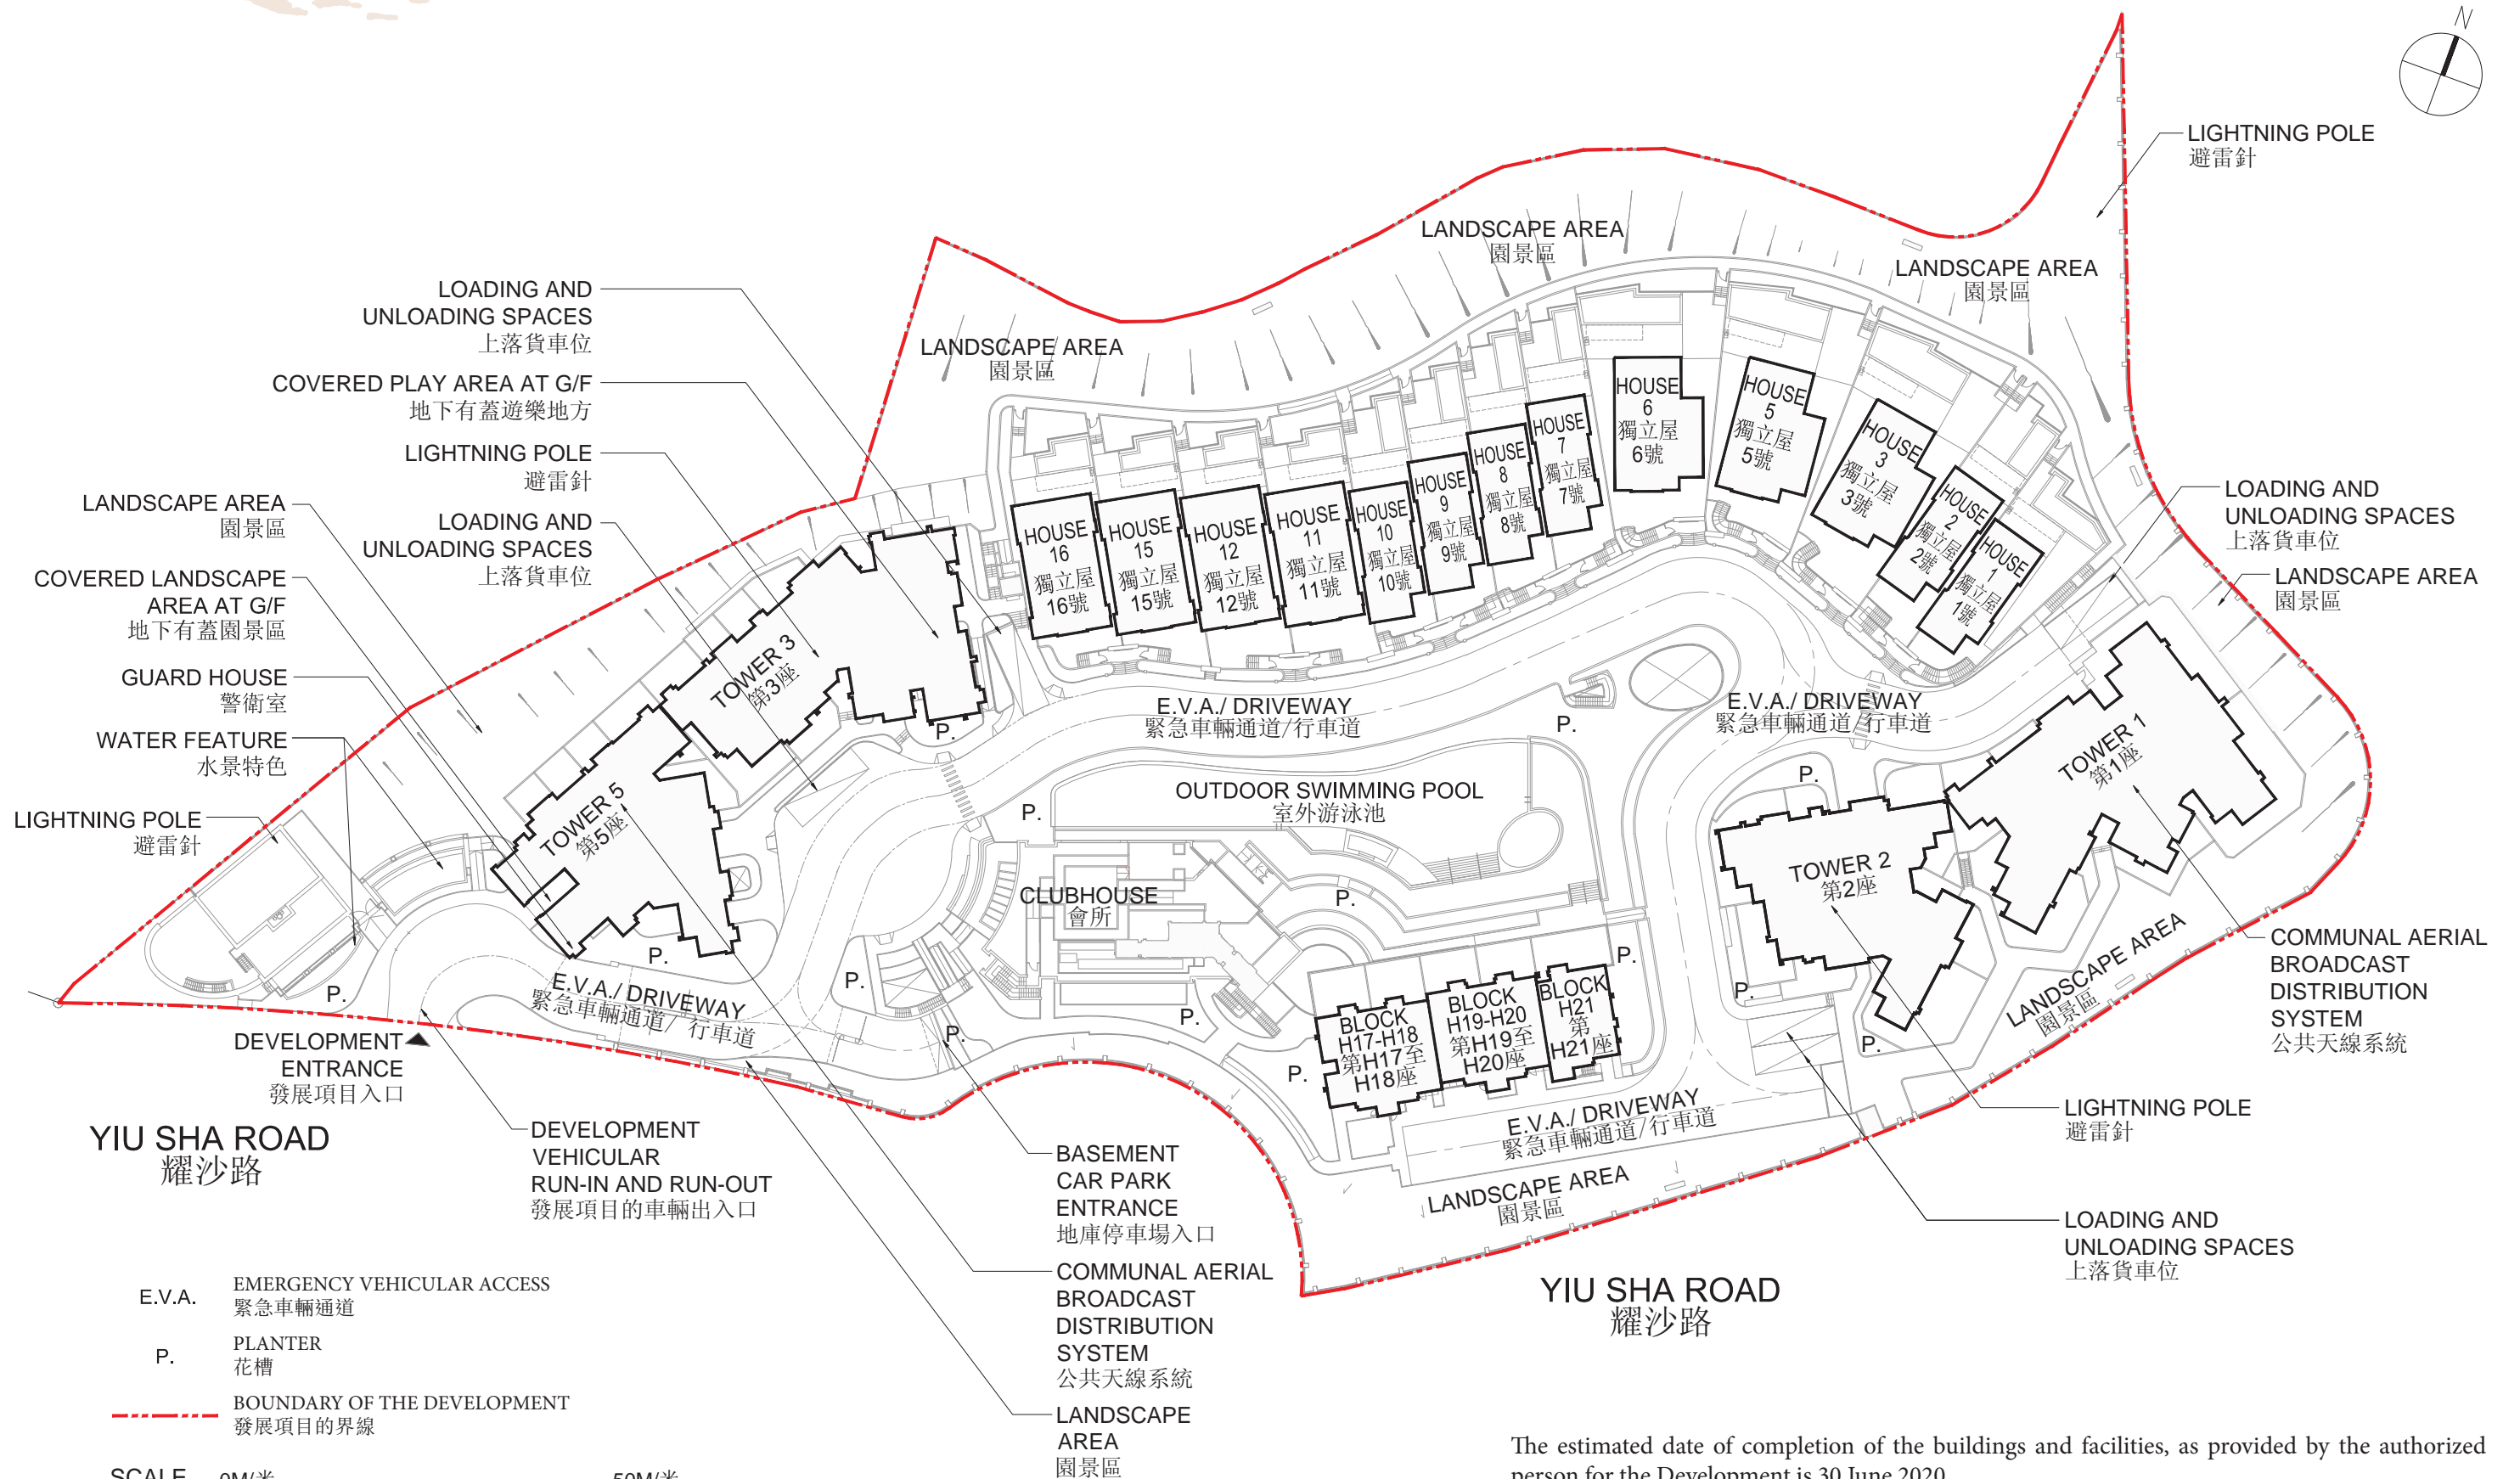 N
LIGHTNING POLE
避雷針
LANDSCAPE AREA
園景區
LANDSCAPE AREA
園景區
LANDSCAPE AREA
園景區
LOADING AND
UNLOADING SPACES
上落貨車位
COVERED PLAY AREA AT G/F
地下有蓋遊樂地方
LIGHTNING POLE
避雷針
LOADING AND
UNLOADING SPACES
上落貨車位
LANDSCAPE AREA
園景區
COVERED LANDSCAPE
AREA AT G/F
地下有蓋園景區
GUARD HOUSE
警衛室
WATER FEATURE
水景特色
LIGHTNING POLE
避雷針
HOUSE
16
獨立屋
16號
HOUSE
15
獨立屋
15號
HOUSE
12
獨立屋
12號
HOUSE
11
獨立屋
11號
HOUSE
10
獨立屋
10號
HOUSE
9
獨立屋
9號
HOUSE
8
獨立屋
8號
HOUSE
7
獨立屋
7號
HOUSE
6
獨立屋
6號
HOUSE
5
獨立屋
5號
HOUSE
3
獨立屋
3號
HOUSE
2
獨立屋
2號
HOUSE
1
獨立屋
1號
LOADING AND
UNLOADING SPACES
上落貨車位
LANDSCAPE AREA
園景區
TOWER 3
第3座
TOWER 5
第5座
TOWER 1
第1座
TOWER 2
第2座
E.V.A./ DRIVEWAY
緊急車輛通道/行車道
E.V.A./ DRIVEWAY
緊急車輛通道/行車道
P.
P.
P.
P.
OUTDOOR SWIMMING POOL
室外游泳池
CLUBHOUSE
會所
P.
P.
P.
P.
P.
P.
P.
P.
P.
P.
E.V.A./ DRIVEWAY
緊急車輛通道/ 行車道
BLOCK
H17-H18
第H17至
H18座
BLOCK
H19-H20
第H19至
H20座
BLOCK
H21
第
H21座
E.V.A./ DRIVEWAY
緊急車輛通道/行車道
LANDSCAPE AREA
園景區
LANDSCAPE AREA
園景區
COMMUNAL AERIAL
BROADCAST
DISTRIBUTION
SYSTEM
公共天線系統
LIGHTNING POLE
避雷針
LOADING AND
UNLOADING SPACES
上落貨車位
DEVELOPMENT
ENTRANCE
發展項目入口
YIU SHA ROAD
耀沙路
DEVELOPMENT
VEHICULAR
RUN-IN AND RUN-OUT
發展項目的車輛出入口
BASEMENT
CAR PARK
ENTRANCE
地庫停車場入口
COMMUNAL AERIAL
BROADCAST
DISTRIBUTION
SYSTEM
公共天線系統
LANDSCAPE
AREA
園景區
YIU SHA ROAD
耀沙路
E.V.A.
EMERGENCY VEHICULAR ACCESS
緊急車輛通道
P.
PLANTER
花槽
BOUNDARY OF THE DEVELOPMENT
發展項目的界線
SCALE 0M/米 50M/米
The estimated date of completion of the buildings and facilities, as provided by the authorized
person for the Development is 30 June 2020